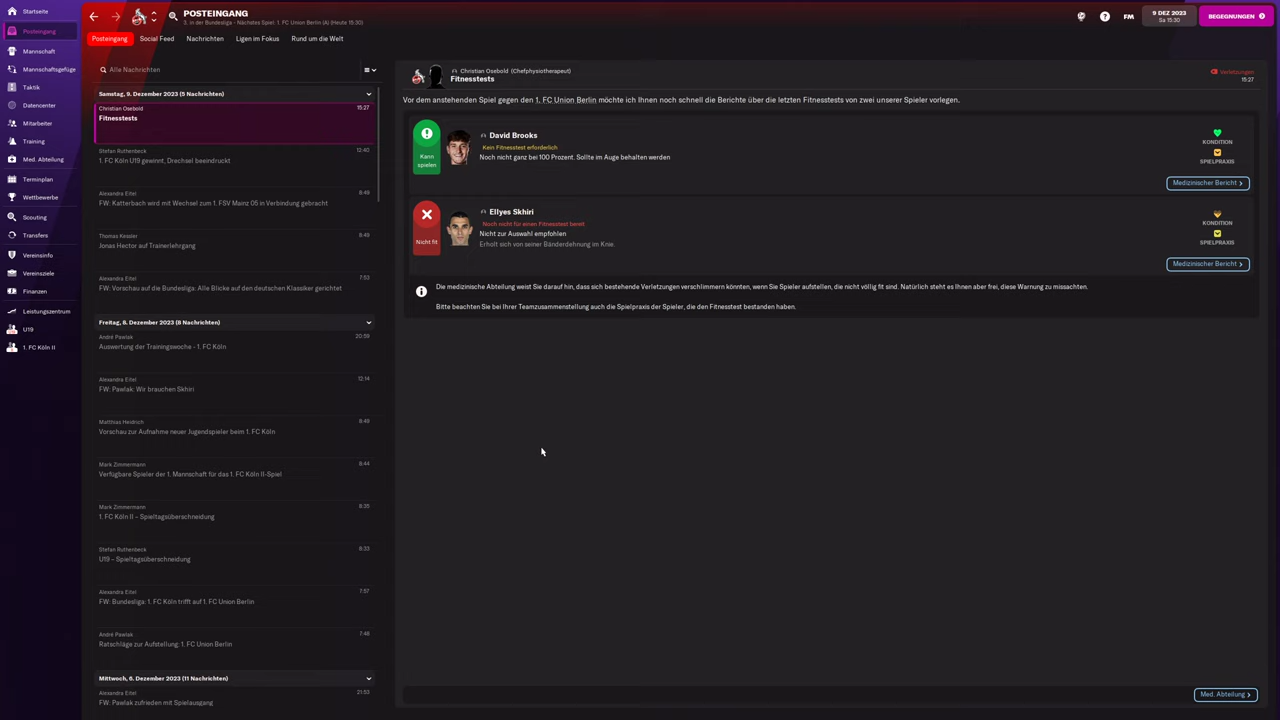 Startseite
Posteingang
Mannschaft
Mannschaftsgefüge
Taktik
Datencenter
Mitarbeiter
Training
Med. Abteilung
Terminplan
Wettbewerbe
Scouting
Transfers
Vereinsinfo
Vereinsziele
Finanzen
Leistungszentrum
U19
1. FC Köln II
POSTEINGANG
3. in der Bundesliga - Nächstes Spiel: 1. FC Union Berlin (A) (Heute 15:30)
FM
9 DEZ 2023
Sa 15:30
BEGEGNUNGEN
Posteingang
Social Feed
Nachrichten
Ligen im Fokus
Rund um die Welt
Alle Nachrichten
Samstag, 9. Dezember 2023 (5 Nachrichten)
Christian Osebold 15:27
Fitnesstests
Stefan Ruthenbeck 12:40
1. FC Köln U19 gewinnt, Drechsel beeindruckt
Alexandra Eitel 8:49
FW: Katterbach wird mit Wechsel zum 1. FSV Mainz 05 in Verbindung gebracht
Thomas Kessler 8:49
Jonas Hector auf Trainerlehrgang
Alexandra Eitel 7:53
FW: Vorschau auf die Bundesliga: Alle Blicke auf den deutschen Klassiker gerichtet
Freitag, 8. Dezember 2023 (8 Nachrichten)
André Pawlak 20:59
Auswertung der Trainingswoche - 1. FC Köln
Alexandra Eitel 12:14
FW: Pawlak: Wir brauchen Skhiri
Matthias Heidrich 8:49
Vorschau zur Aufnahme neuer Jugendspieler beim 1. FC Köln
Mark Zimmermann 8:44
Verfügbare Spieler der 1. Mannschaft für das 1. FC Köln II-Spiel
Mark Zimmermann 8:35
1. FC Köln II – Spieltagsüberschneidung
Stefan Ruthenbeck 8:33
U19 – Spieltagsüberschneidung
Alexandra Eitel 7:57
FW: Bundesliga: 1. FC Köln trifft auf 1. FC Union Berlin
André Pawlak 7:48
Ratschläge zur Aufstellung: 1. FC Union Berlin
Mittwoch, 6. Dezember 2023 (11 Nachrichten)
Alexandra Eitel 21:53
FW: Pawlak zufrieden mit Spielausgang
Christian Osebold (Chefphysiotherapeut)
Fitnesstests
Verletzungen
15:27
Vor dem anstehenden Spiel gegen den 1. FC Union Berlin möchte ich Ihnen noch schnell die Berichte über die letzten Fitnesstests von zwei unserer Spieler vorlegen.
Kann
spielen
David Brooks
Kein Fitnesstest erforderlich
Noch nicht ganz bei 100 Prozent. Sollte im Auge behalten werden
KONDITION
SPIELPRAXIS
Medizinischer Bericht
Nicht fit
Ellyes Skhiri
Noch nicht für einen Fitnesstest bereit
Nicht zur Auswahl empfohlen
Erholt sich von seiner Bänderdehnung im Knie.
KONDITION
SPIELPRAXIS
Medizinischer Bericht
Die medizinische Abteilung weist Sie darauf hin, dass sich bestehende Verletzungen verschlimmern könnten, wenn Sie Spieler aufstellen, die nicht völlig fit sind. Natürlich steht es Ihnen aber frei, diese Warnung zu missachten.
Bitte beachten Sie bei Ihrer Teamzusammenstellung auch die Spielpraxis der Spieler, die den Fitnesstest bestanden haben.
Med. Abteilung